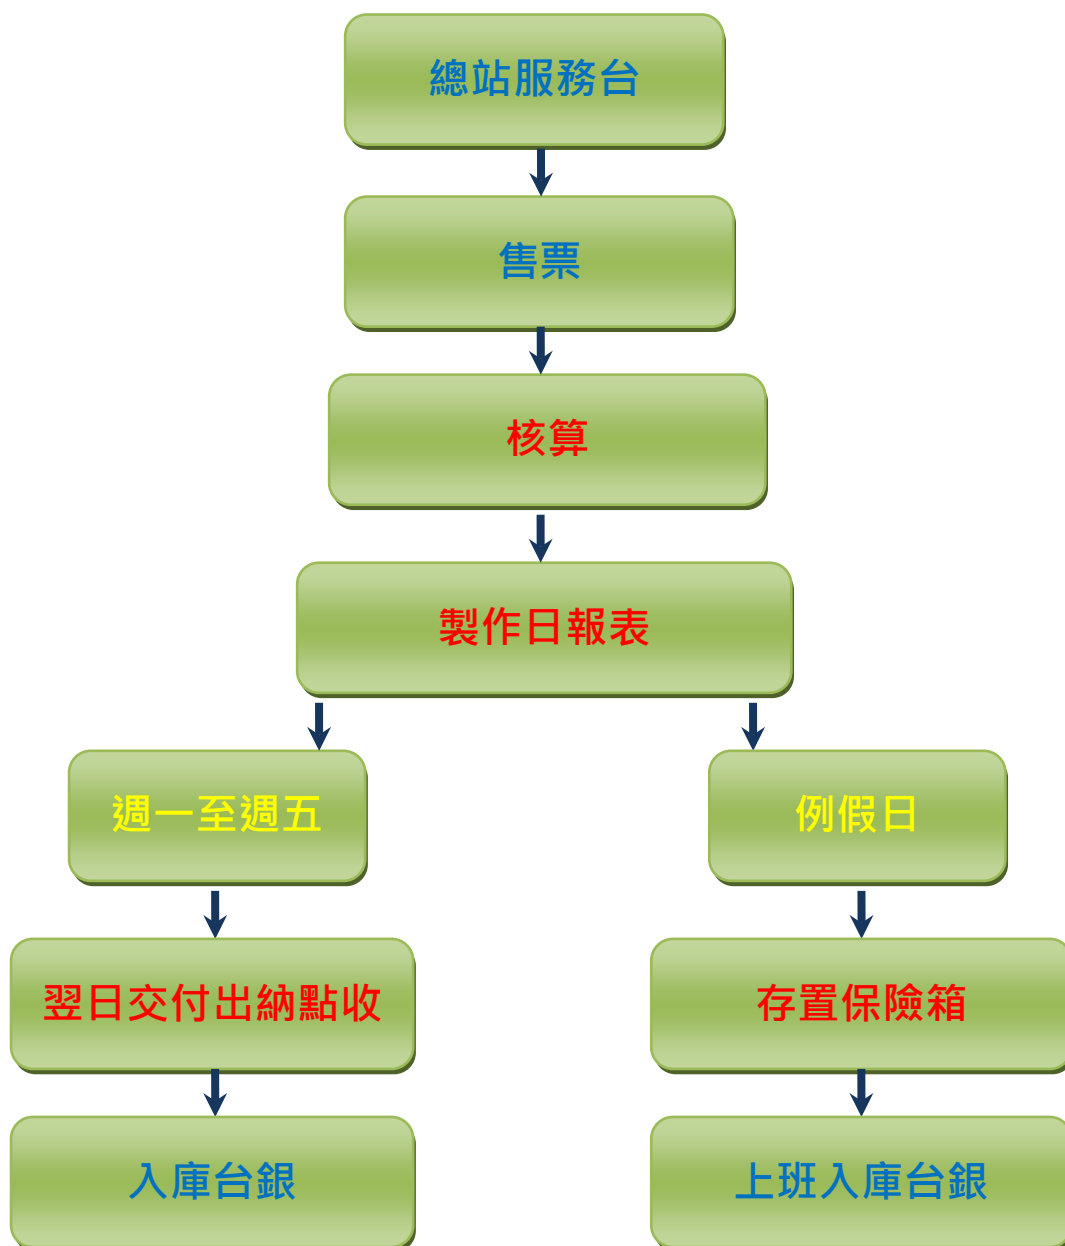 總站服務台
售票
核算
製作日報表
週一至週五
例假日
翌日交付出納點收
存置保險箱
入庫台銀
上班入庫台銀